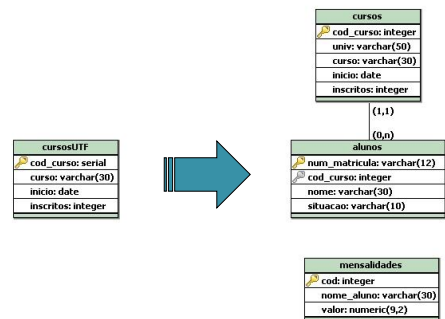 cursosUTF
cod_curso: serial
curso: varchar(30)
inicio: date
inscritos: integer
cursos
cod_curso: integer
univ: varchar(50)
curso: varchar(30)
inicio: date
inscritos: integer
(1,1)
(0,n)
alunos
num_matricula: varchar(12)
cod_curso: integer
nome: varchar(30)
situacao: varchar(10)
mensalidades
cod: integer
nome_aluno: varchar(30)
valor: numeric(9,2)